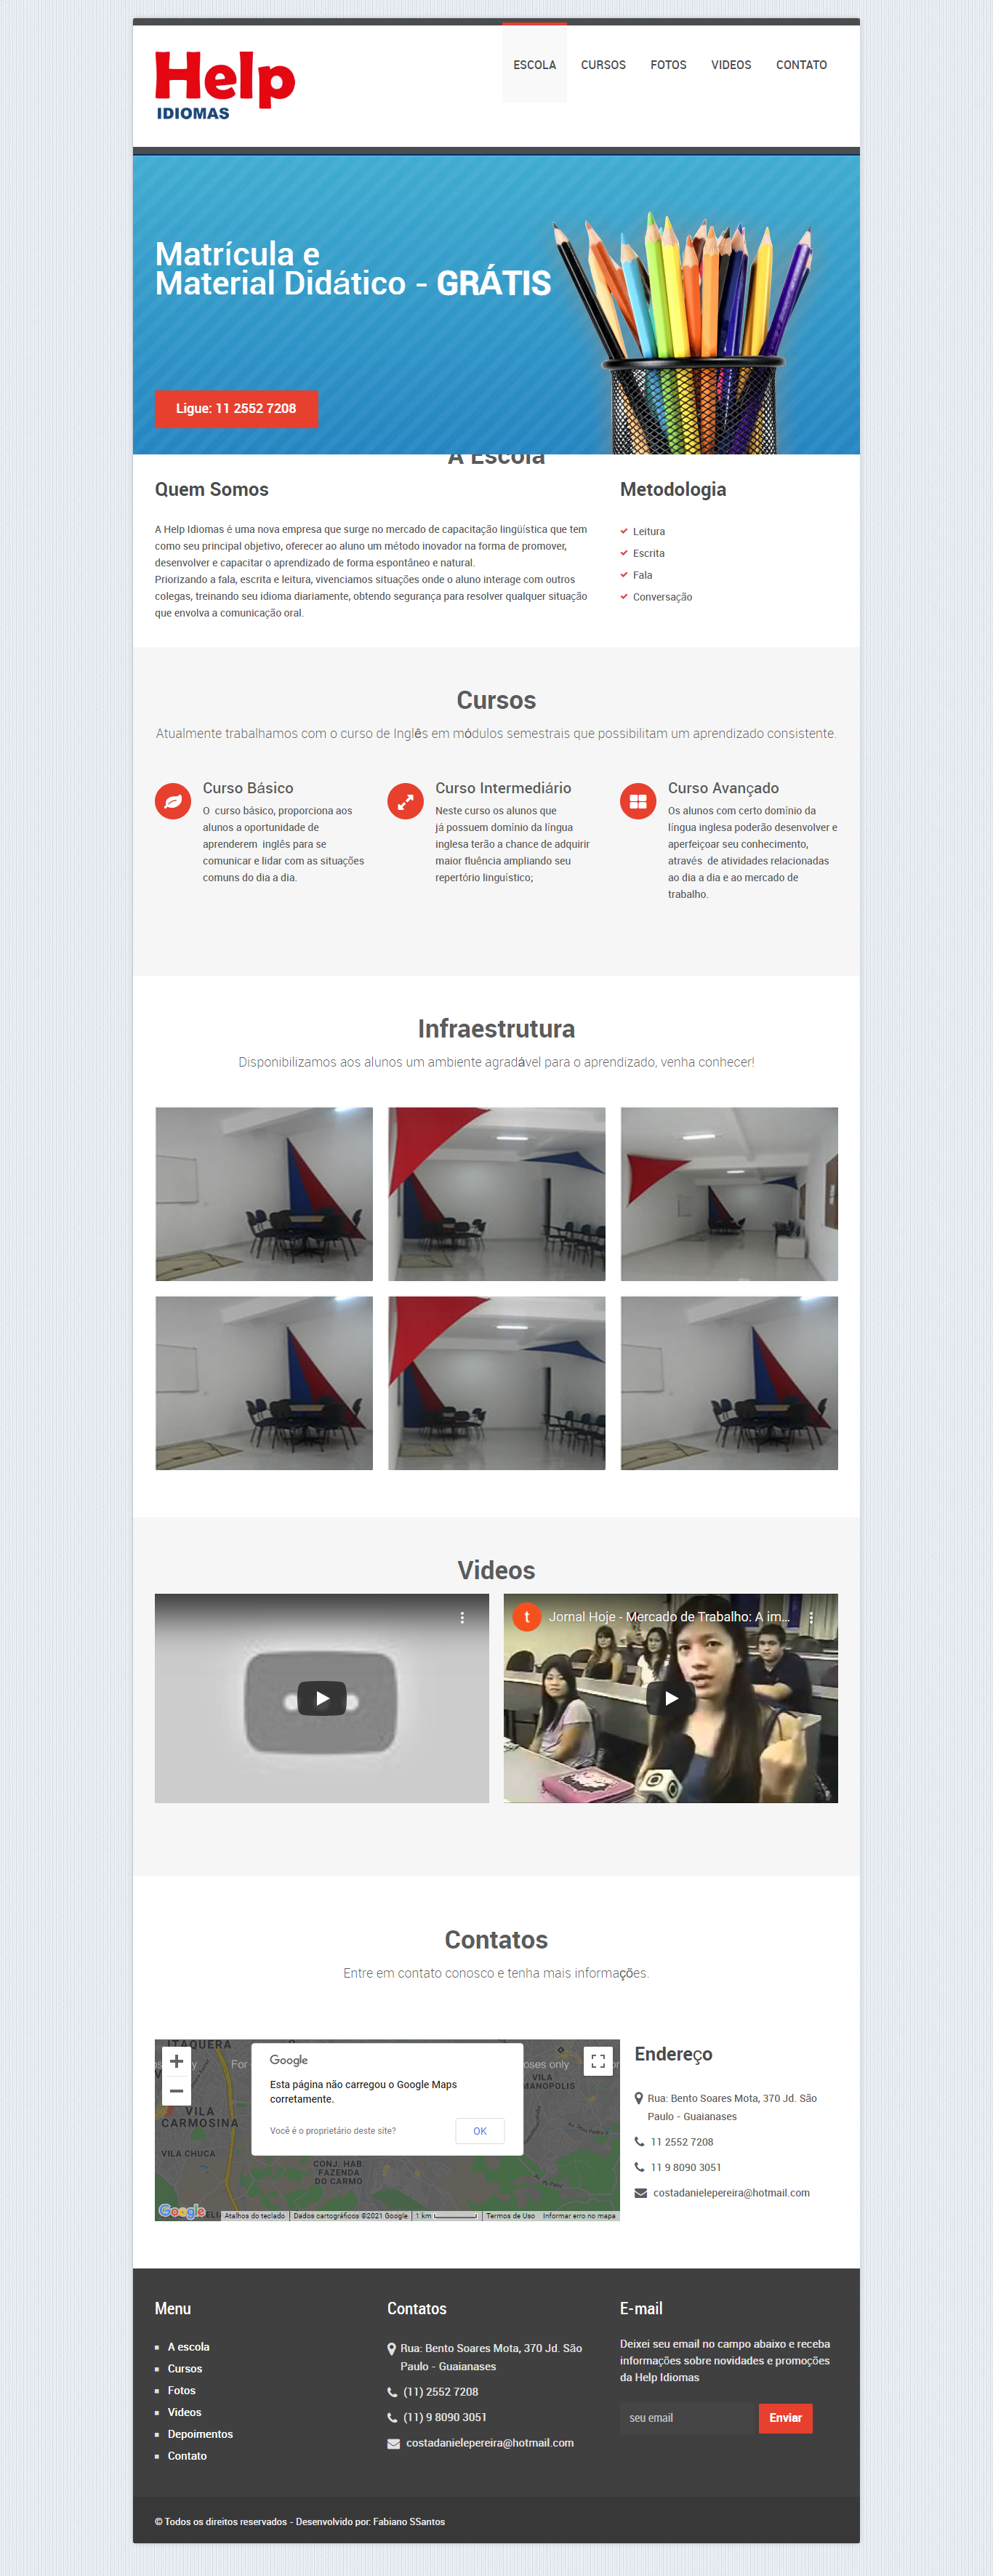 Help
IDIOMAS
ESCOLA CURSOS FOTOS VIDEOS CONTATO
Matrícula e
Material Didático - GRÁTIS
Ligue: 11 2552 7208
A Escola
Quem Somos
A Help Idiomas é uma nova empresa que surge no mercado de capacitação lingüística que tem
como seu principal objetivo, oferecer ao aluno um método inovador na forma de promover,
desenvolver e capacitar o aprendizado de forma espontâneo e natural.
Priorizando a fala, escrita e leitura, vivenciamos situações onde o aluno interage com outros
colegas, treinando seu idioma diariamente, obtendo segurança para resolver qualquer situação
que envolva a comunicação oral.
Metodologia
Leitura
Escrita
Fala
Conversação
Cursos
Atualmente trabalhamos com o curso de Inglês em módulos semestrais que possibilitam um aprendizado consistente.
Curso Básico
O curso básico, proporciona aos
alunos a oportunidade de
aprenderem inglês para se
comunicar e lidar com as situações
comuns do dia a dia.
Curso Intermediário
Neste curso os alunos que
já possuem domínio da língua
inglesa terão a chance de adquirir
maior fluência ampliando seu
repertório linguístico;
Curso Avançado
Os alunos com certo domínio da
língua inglesa poderão desenvolver e
aperfeiçoar seu conhecimento,
através de atividades relacionadas
ao dia a dia e ao mercado de
trabalho.
Infraestrutura
Disponibilizamos aos alunos um ambiente agradável para o aprendizado, venha conhecer!
Videos
t Jornal Hoje - Mercado de Trabalho: A im...
Contatos
Entre em contato conosco e tenha mais informações.
ITAQUERA
For
oses only
VILA
MANOPOLIS
VILA
CARMOSINA
VILA CHUCA
CONJ. HAB.
FAZENDA
DO CARMO
Google
Esta página não carregou o Google Maps
corretamente.
Você é o proprietário deste site?
OK
Google
Atalhos do teclado Dados cartográficos ©2021 Google 1 km Termos de Uso Informar erro no mapa
Endereço
Rua: Bento Soares Mota, 370 Jd. São
Paulo - Guaianases
11 2552 7208
11 9 8090 3051
costadanielepereira@hotmail.com
Menu
A escola
Cursos
Fotos
Videos
Depoimentos
Contato
Contatos
Rua: Bento Soares Mota, 370 Jd. São
Paulo - Guaianases
(11) 2552 7208
(11) 9 8090 3051
costadanielepereira@hotmail.com
E-mail
Deixei seu email no campo abaixo e receba
informações sobre novidades e promoções
da Help Idiomas
seu email
Enviar
© Todos os direitos reservados - Desenvolvido por: Fabiano SSantos